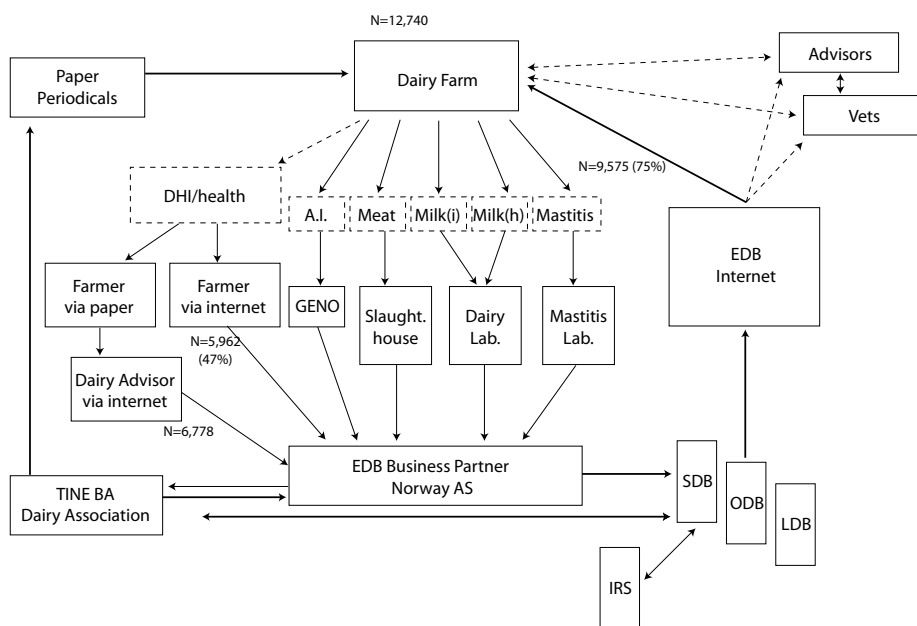 N=12,740
Paper
Periodicals
Dairy Farm
Advisors
Vets
N=9,575 (75%)
DHI/health
A.I.
Meat
Milk(i)
Milk(h)
Mastitis
EDB
Internet
Farmer
via paper
Farmer
via internet
GENO
Slaught.
house
Dairy
Lab.
Mastitis
Lab.
N=5,962
(47%)
Dairy Advisor
via internet
N=6,778
EDB Business Partner
Norway AS
TINE BA
Dairy Association
SDB
ODB
LDB
IRS